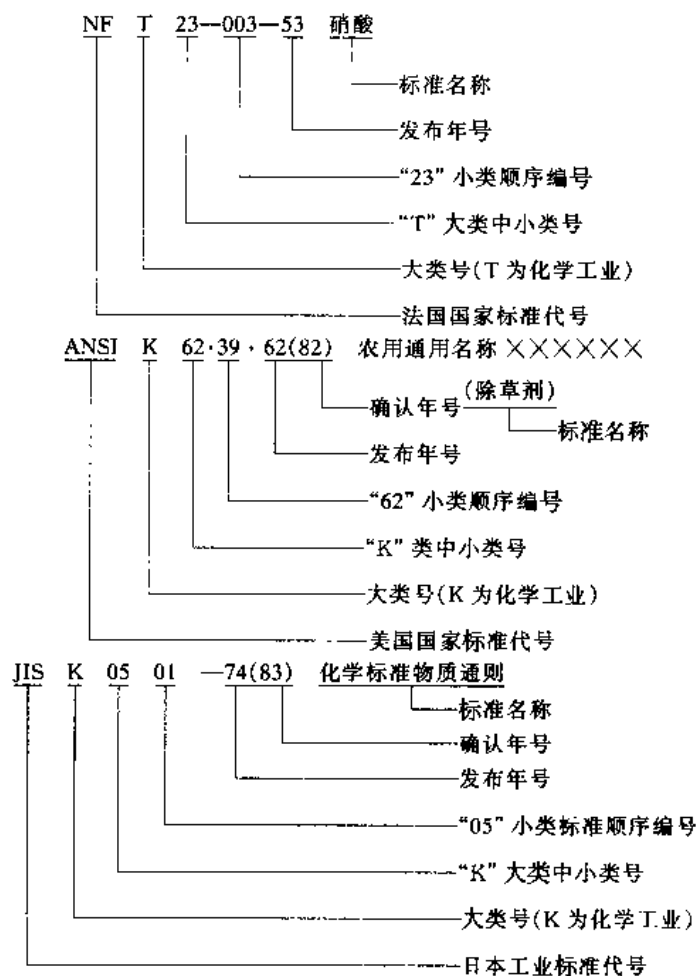 NF T 23—003—53 硝酸
标准名称
发布年号
“23”小类顺序编号
“T”大类中小类号
大类号(T为化学工业)
法国国家标准代号
ANSI K 62·39·62(82) 农用通用名称××××××
(除草剂)
确认年号
标准名称
发布年号
“62”小类顺序编号
“K”类中小类号
大类号(K为化学工业)
美国国家标准代号
JIS K 05 01 —74(83) 化学标准物质通则
标准名称
确认年号
发布年号
“05”小类标准顺序编号
“K”大类中小类号
大类号(K为化学工业)
日本工业标准代号